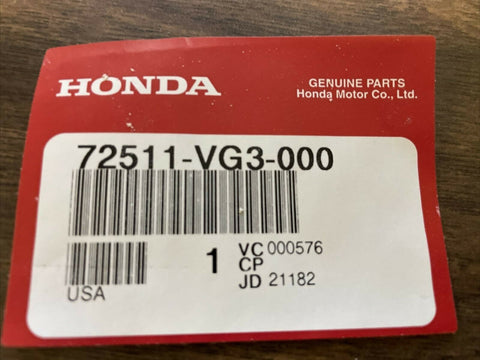 HONDA
GENUINE PARTS
Honda Motor Co., Ltd.
72511-VG3-000
1
VC 000576
CP
JD 21182
USA